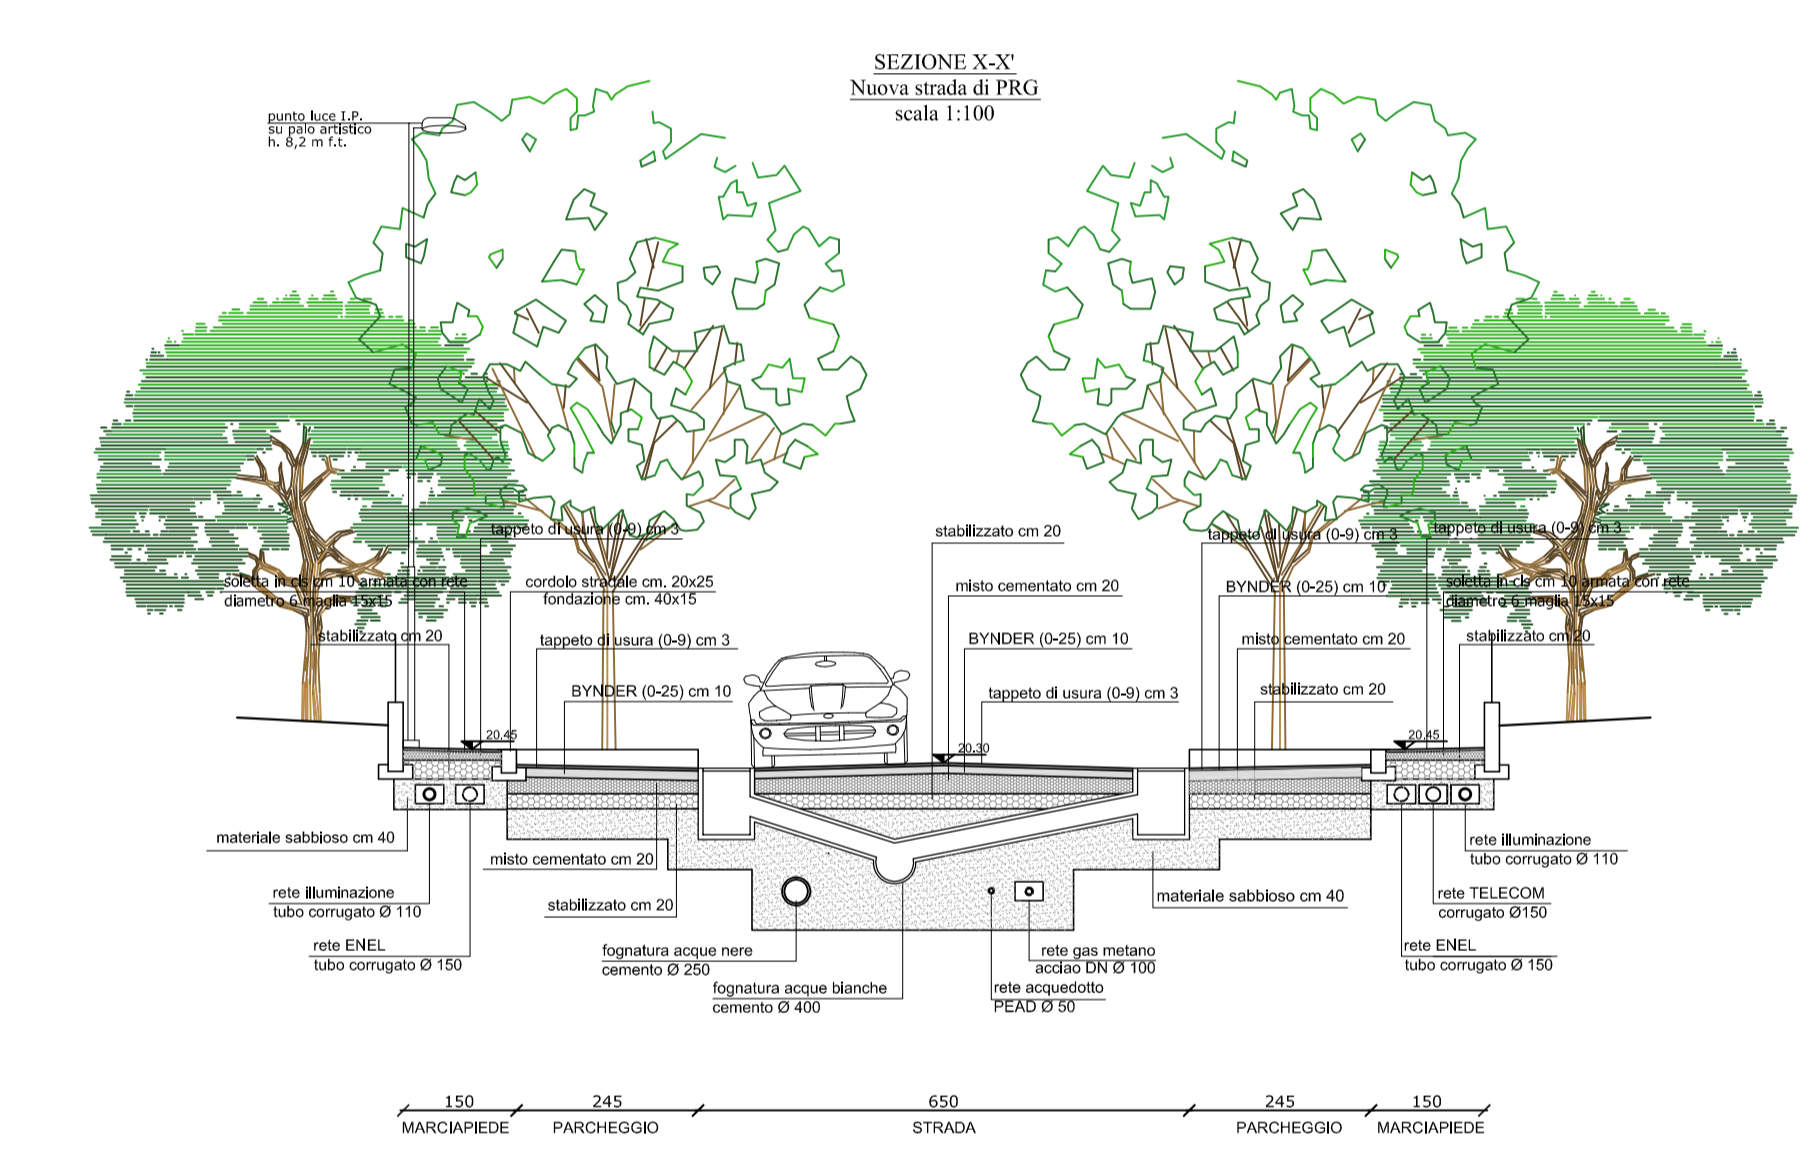 SEZIONE X-X'
Nuova strada di PRG
scala 1:100
punto luce I.P.
su palo artistico
h. 8,2 m f.t.
tappeto di usura (0-9) cm 3
soletta in cls cm 10 armata con rete
diametro 6 maglia 15x15
stabilizzato cm 20
cordolo stradale cm. 20x25
fondazione cm. 40x15
tappeto di usura (0-9) cm 3
BYNDER (0-25) cm 10
stabilizzato cm 20
misto cementato cm 20
BYNDER (0-25) cm 10
tappeto di usura (0-9) cm 3
tappeto di usura (0-9) cm 3
BYNDER (0-25) cm 10
misto cementato cm 20
stabilizzato cm 20
tappeto di usura (0-9) cm 3
soletta in cls cm 10 armata con rete
diametro 6 maglia 15x15
stabilizzato cm 20
20.45
20.30
20.45
materiale sabbioso cm 40
rete illuminazione
tubo corrugato Ø 110
rete ENEL
tubo corrugato Ø 150
misto cementato cm 20
stabilizzato cm 20
fognatura acque nere
cemento Ø 250
fognatura acque bianche
cemento Ø 400
rete gas metano
acciao DN Ø 100
rete acquedotto
PEAD Ø 50
materiale sabbioso cm 40
rete illuminazione
tubo corrugato Ø 110
rete TELECOM
corrugato Ø150
rete ENEL
tubo corrugato Ø 150
150 245 650 245 150
MARCIAPIEDE PARCHEGGIO STRADA PARCHEGGIO MARCIAPIEDE